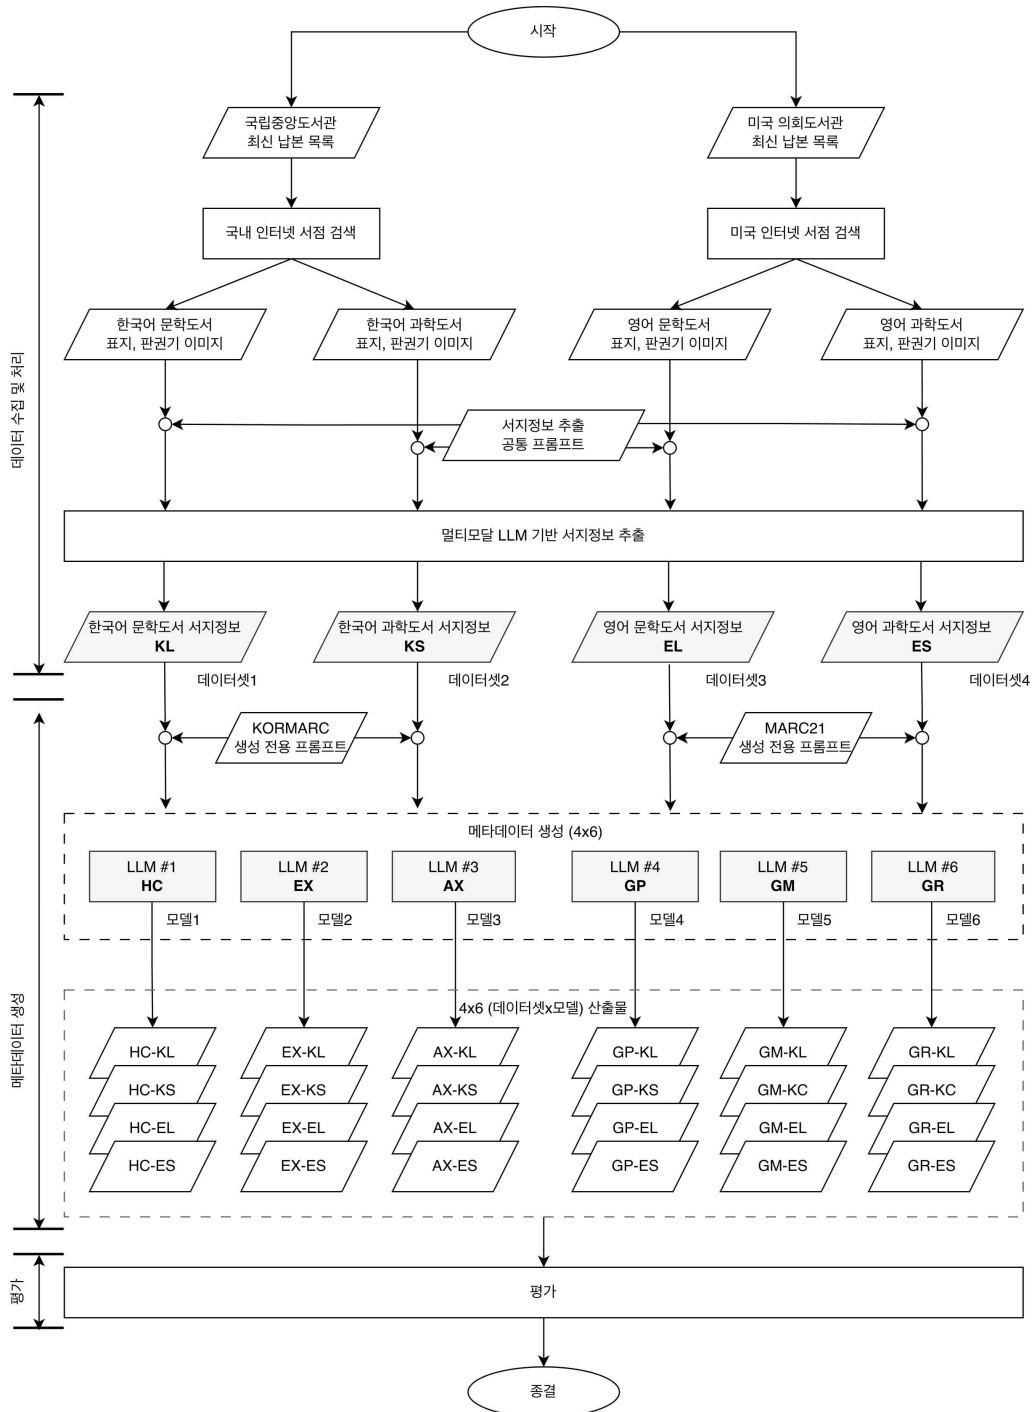 시작
국립중앙도서관
최신 납본 목록
미국 의회도서관
최신 납본 목록
국내 인터넷 서점 검색
미국 인터넷 서점 검색
한국어 문학도서
표지, 판권기 이미지
한국어 과학도서
표지, 판권기 이미지
영어 문학도서
표지, 판권기 이미지
영어 과학도서
표지, 판권기 이미지
데이터 수집 및 처리
서지정보 추출
공통 프롬프트
멀티모달 LLM 기반 서지정보 추출
한국어 문학도서 서지정보
KL
한국어 과학도서 서지정보
KS
영어 문학도서 서지정보
EL
영어 과학도서 서지정보
ES
데이터셋1
데이터셋2
데이터셋3
데이터셋4
KORMARC
생성 전용 프롬프트
MARC21
생성 전용 프롬프트
메타데이터 생성
메타데이터 생성 (4x6)
LLM #1
HC
LLM #2
EX
LLM #3
AX
LLM #4
GP
LLM #5
GM
LLM #6
GR
모델1
모델2
모델3
모델4
모델5
모델6
4x6 (데이터셋x모델) 산출물
HC-KL
EX-KL
AX-KL
GP-KL
GM-KL
GR-KL
HC-KS
EX-KS
AX-KS
GP-KS
GM-KC
GR-KC
HC-EL
EX-EL
AX-EL
GP-EL
GM-EL
GR-EL
HC-ES
EX-ES
AX-ES
GP-ES
GM-ES
GR-ES
평가
평가
종결